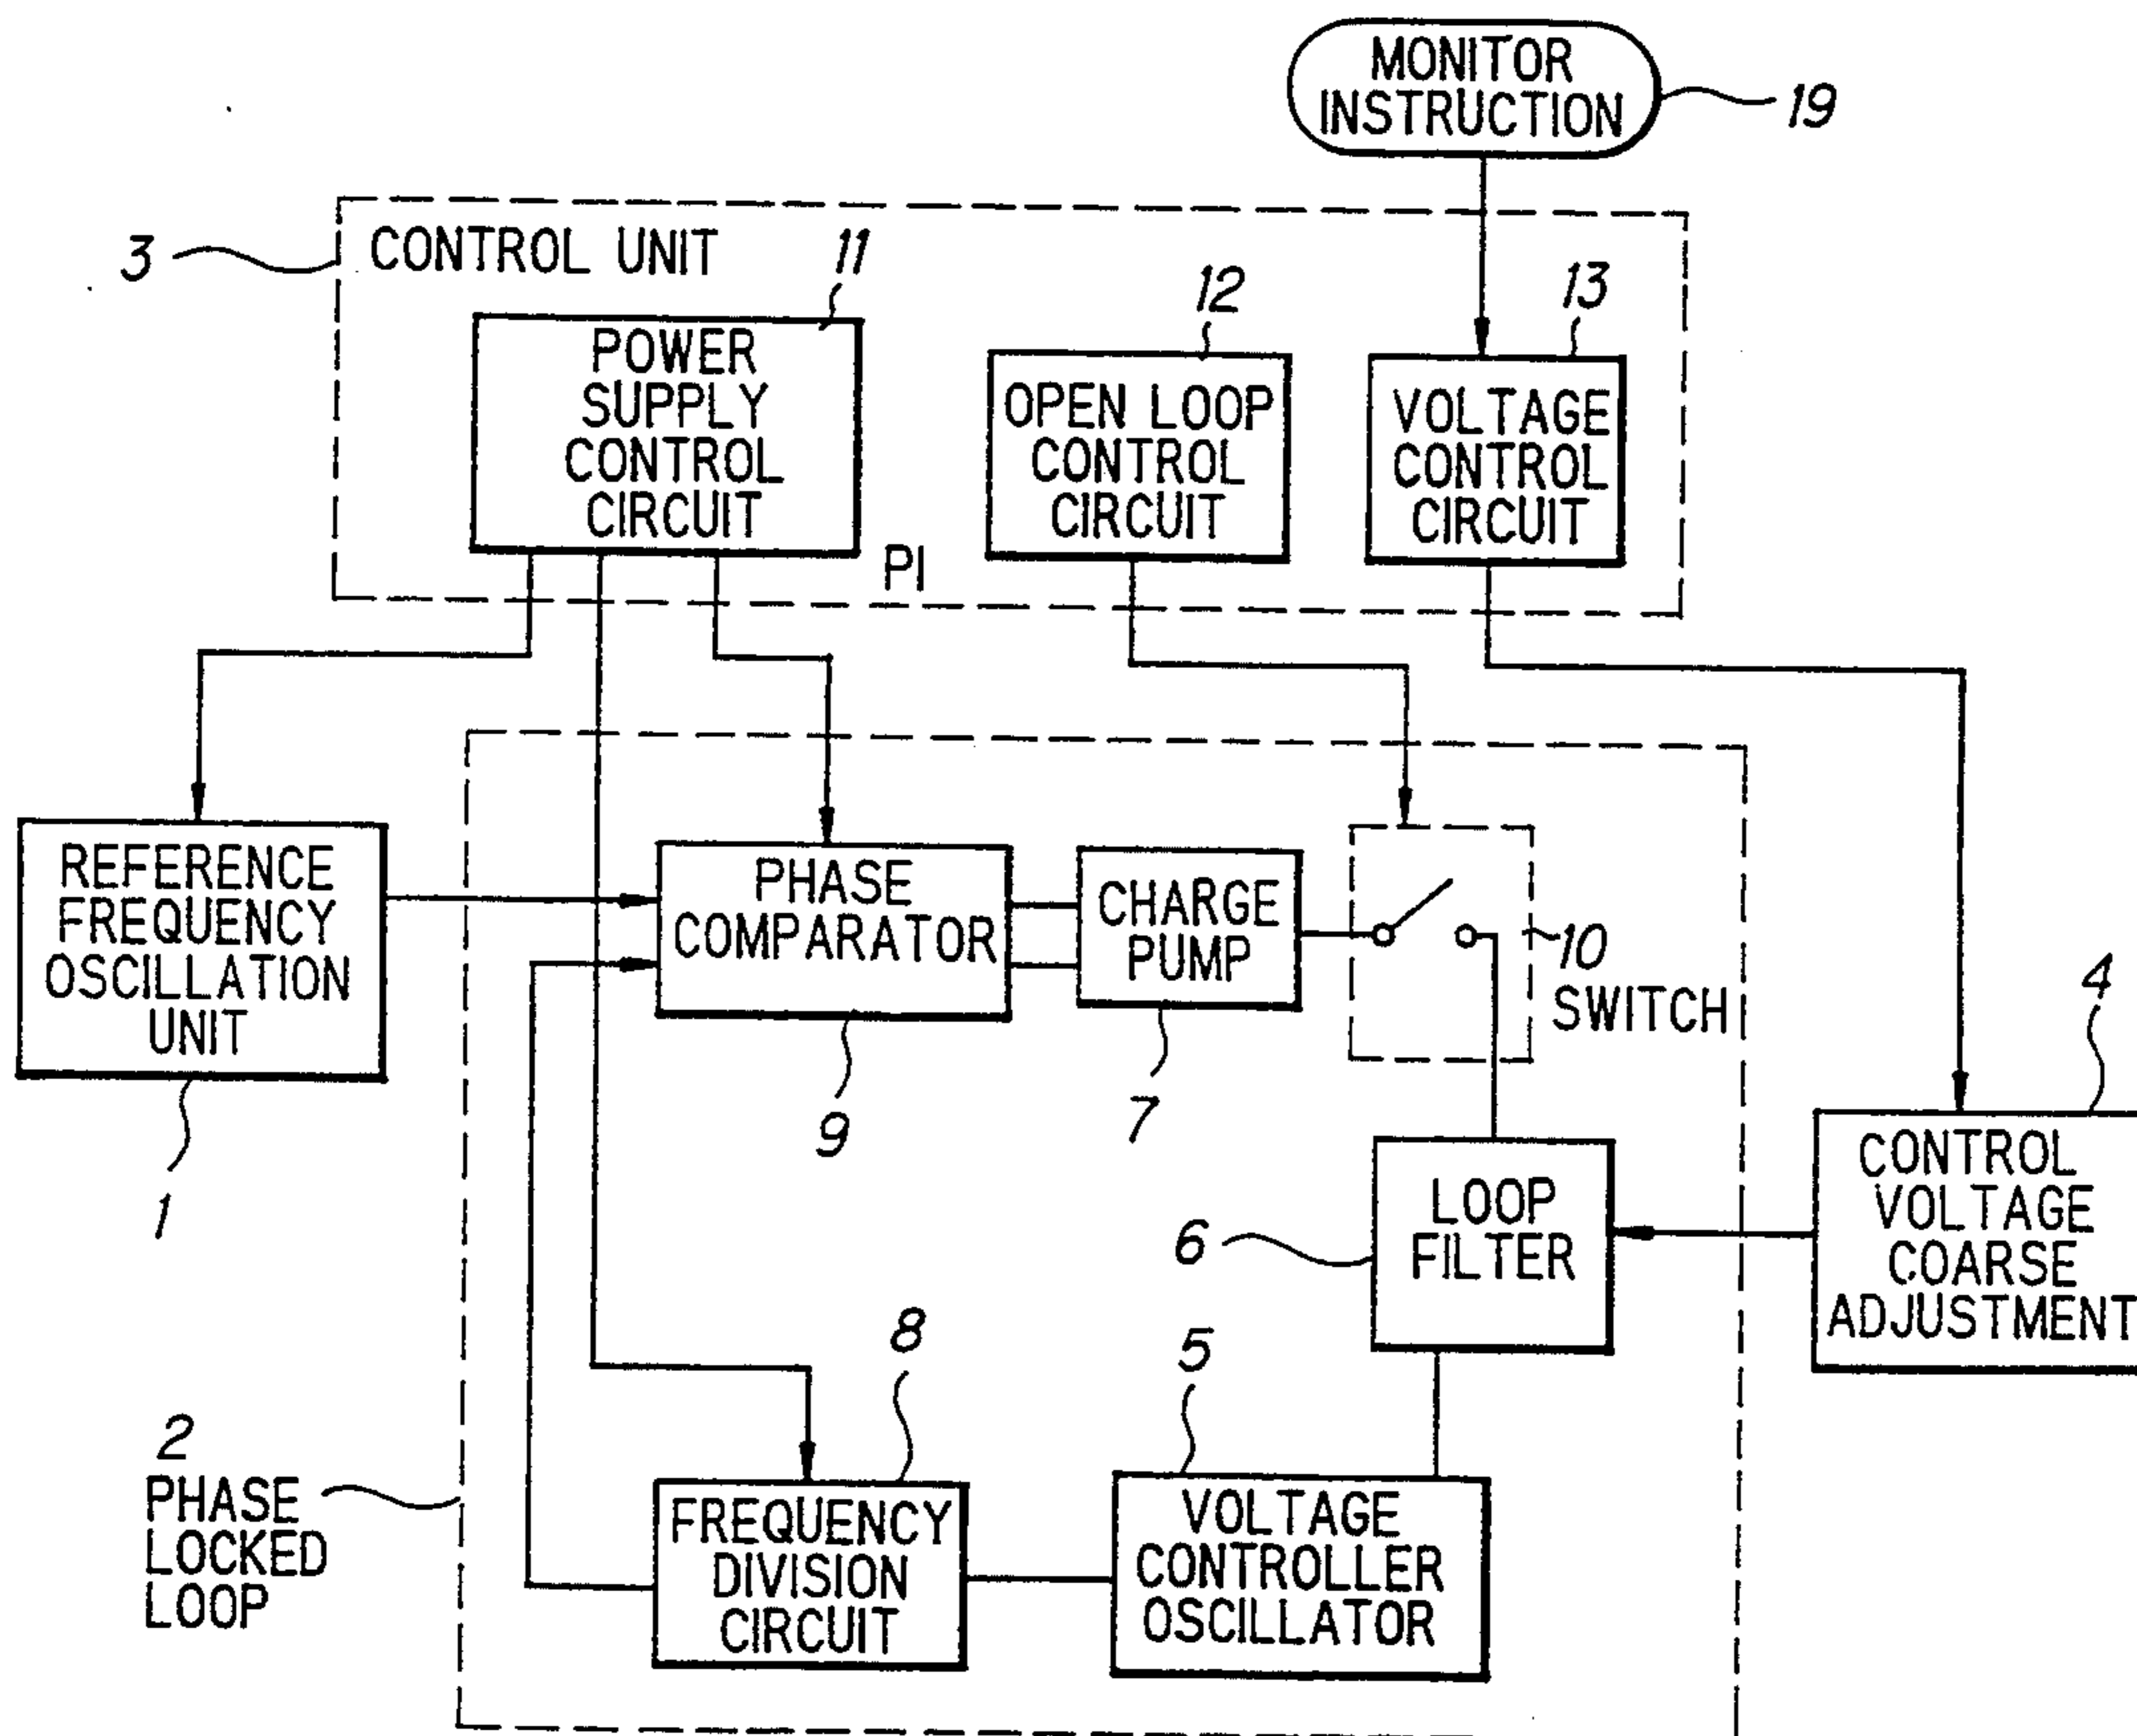 MONITOR
INSTRUCTION
19
3
CONTROL UNIT
11
12
13
POWER
SUPPLY
CONTROL
CIRCUIT
OPEN LOOP
CONTROL
CIRCUIT
VOLTAGE
CONTROL
CIRCUIT
PI
REFERENCE
FREQUENCY
OSCILLATION
UNIT
1
PHASE
COMPARATOR
9
CHARGE
PUMP
7
10
SWITCH
4
CONTROL
VOLTAGE
COARSE
ADJUSTMENT
LOOP
FILTER
6
8
5
2
PHASE
LOCKED
LOOP
FREQUENCY
DIVISION
CIRCUIT
VOLTAGE
CONTROLLER
OSCILLATOR